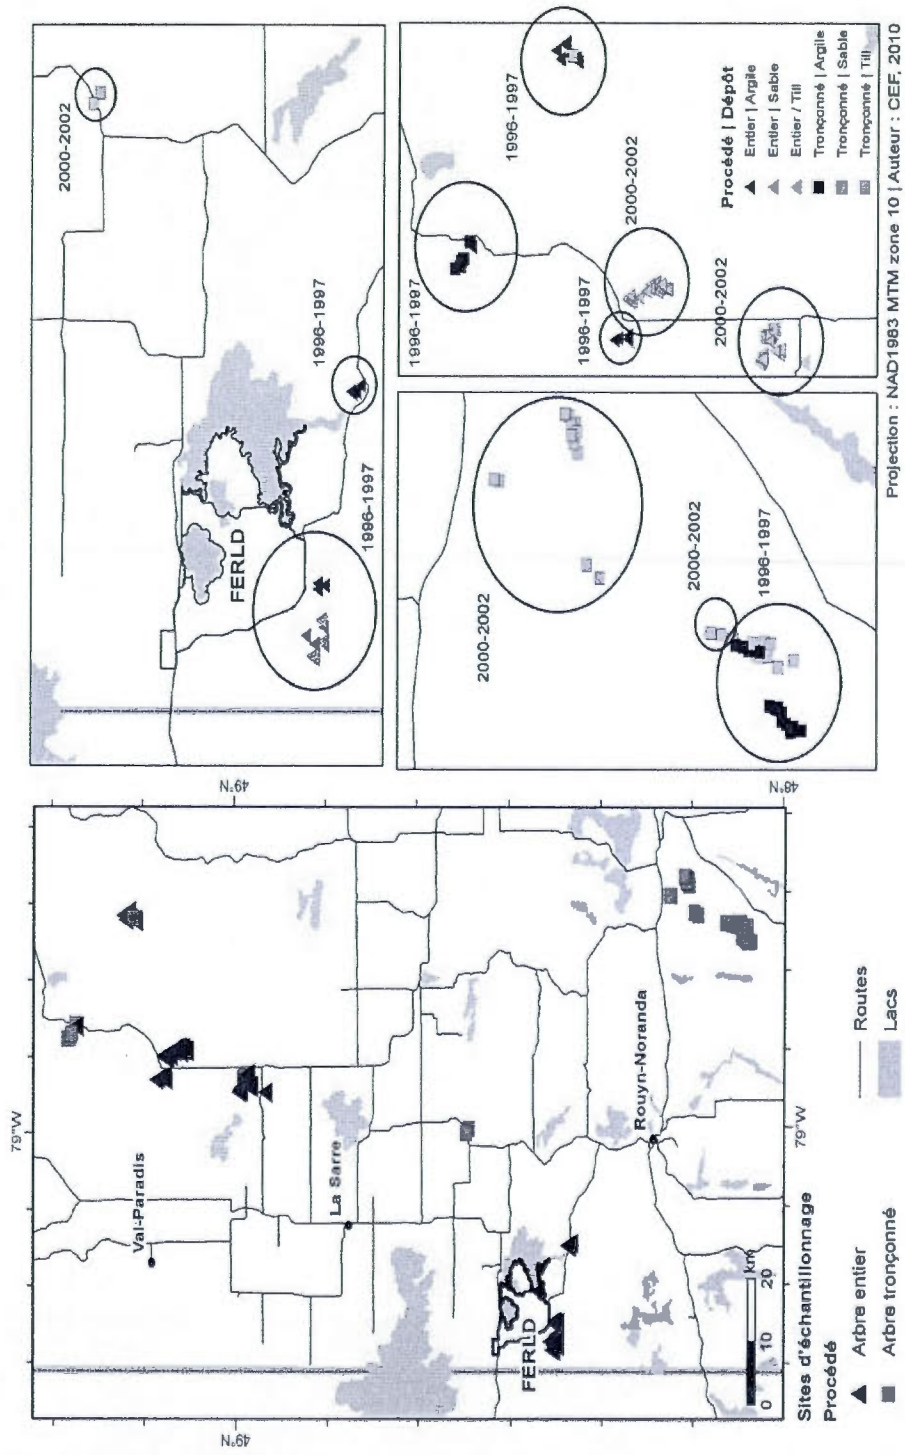 79°W
49°N
49°N
Val-Paradis
La Sarre
FERLD
Rouyn-Noranda
0 10 20 km
79°W
48°N
Sites d'échantillonnage
Procédé
Arbre entier
Arbre tronçonné
Routes
Lacs
2000-2002
FERLD
1996-1997
1996-1997
2000-2002
2000-2002
1996-1997
1996-1997
1996-1997
1996-1997
2000-2002
2000-2002
Procédé | Dépôt
Entier | Argile
Entier | Sable
Entier / Till
Tronçonné | Argile
Tronçonné | Sable
Tronçonné | Till
Projection : NAD1983 MTM zone 10 | Auteur : CEF, 2010